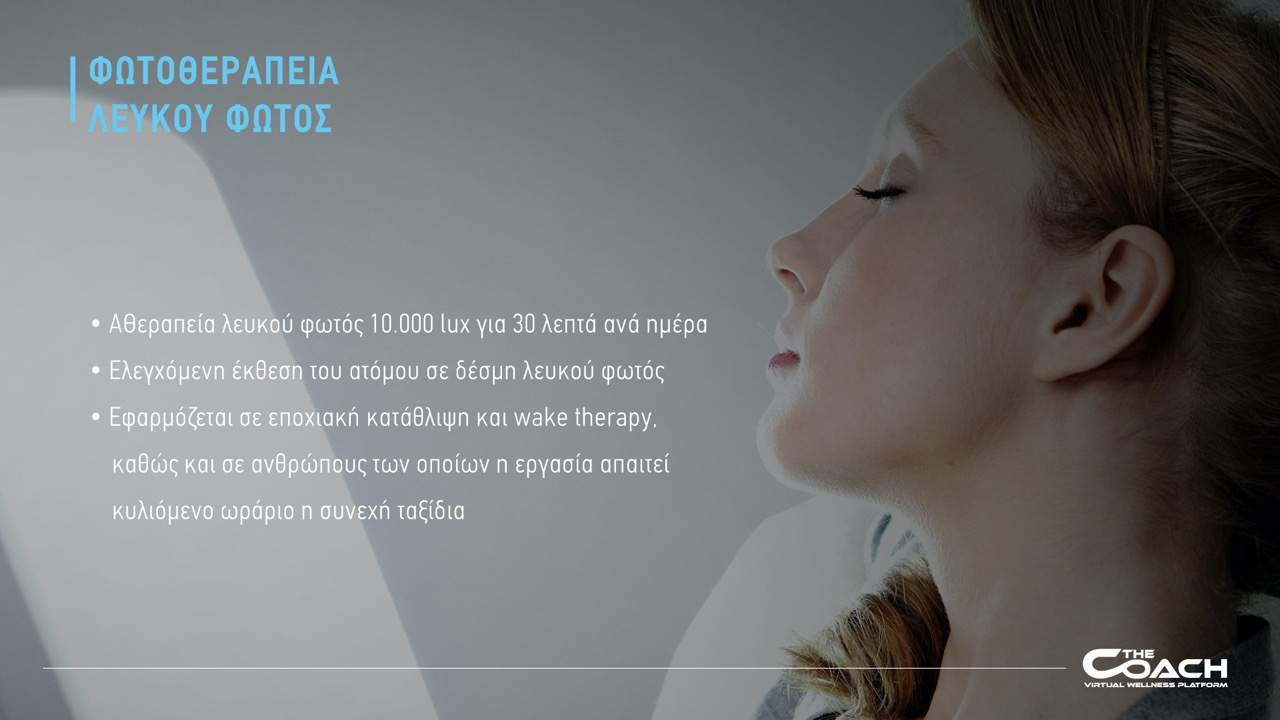 ΦΩΤΟΘΕΡΑΠΕΙΑ
ΛΕΥΚΟΥ ΦΩΤΟΣ
• Αθεραπεία λευκού φωτός 10.000 lux για 30 λεπτά ανά ημέρα
• Ελεγχόμενη έκθεση του ατόμου σε δέσμη λευκού φωτός
• Εφαρμόζεται σε εποχιακή κατάθλιψη και wake therapy,
καθώς και σε ανθρώπους των οποίων η εργασία απαιτεί
κυλιόμενο ωράριο η συνεχή ταξίδια
THE
COACH
VIRTUAL WELLNESS PLATFORM